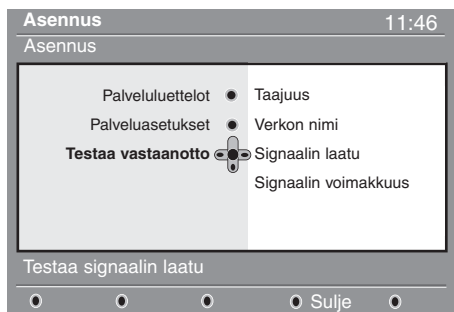 Asennus 11:46
Asennus
Palveluluettelot Taajuus
Palveluasetukset Verkon nimi
Testaa vastaanotto Signaalin laatu
Signaalin voimakkuus
Testaa signaalin laatu
Sulje